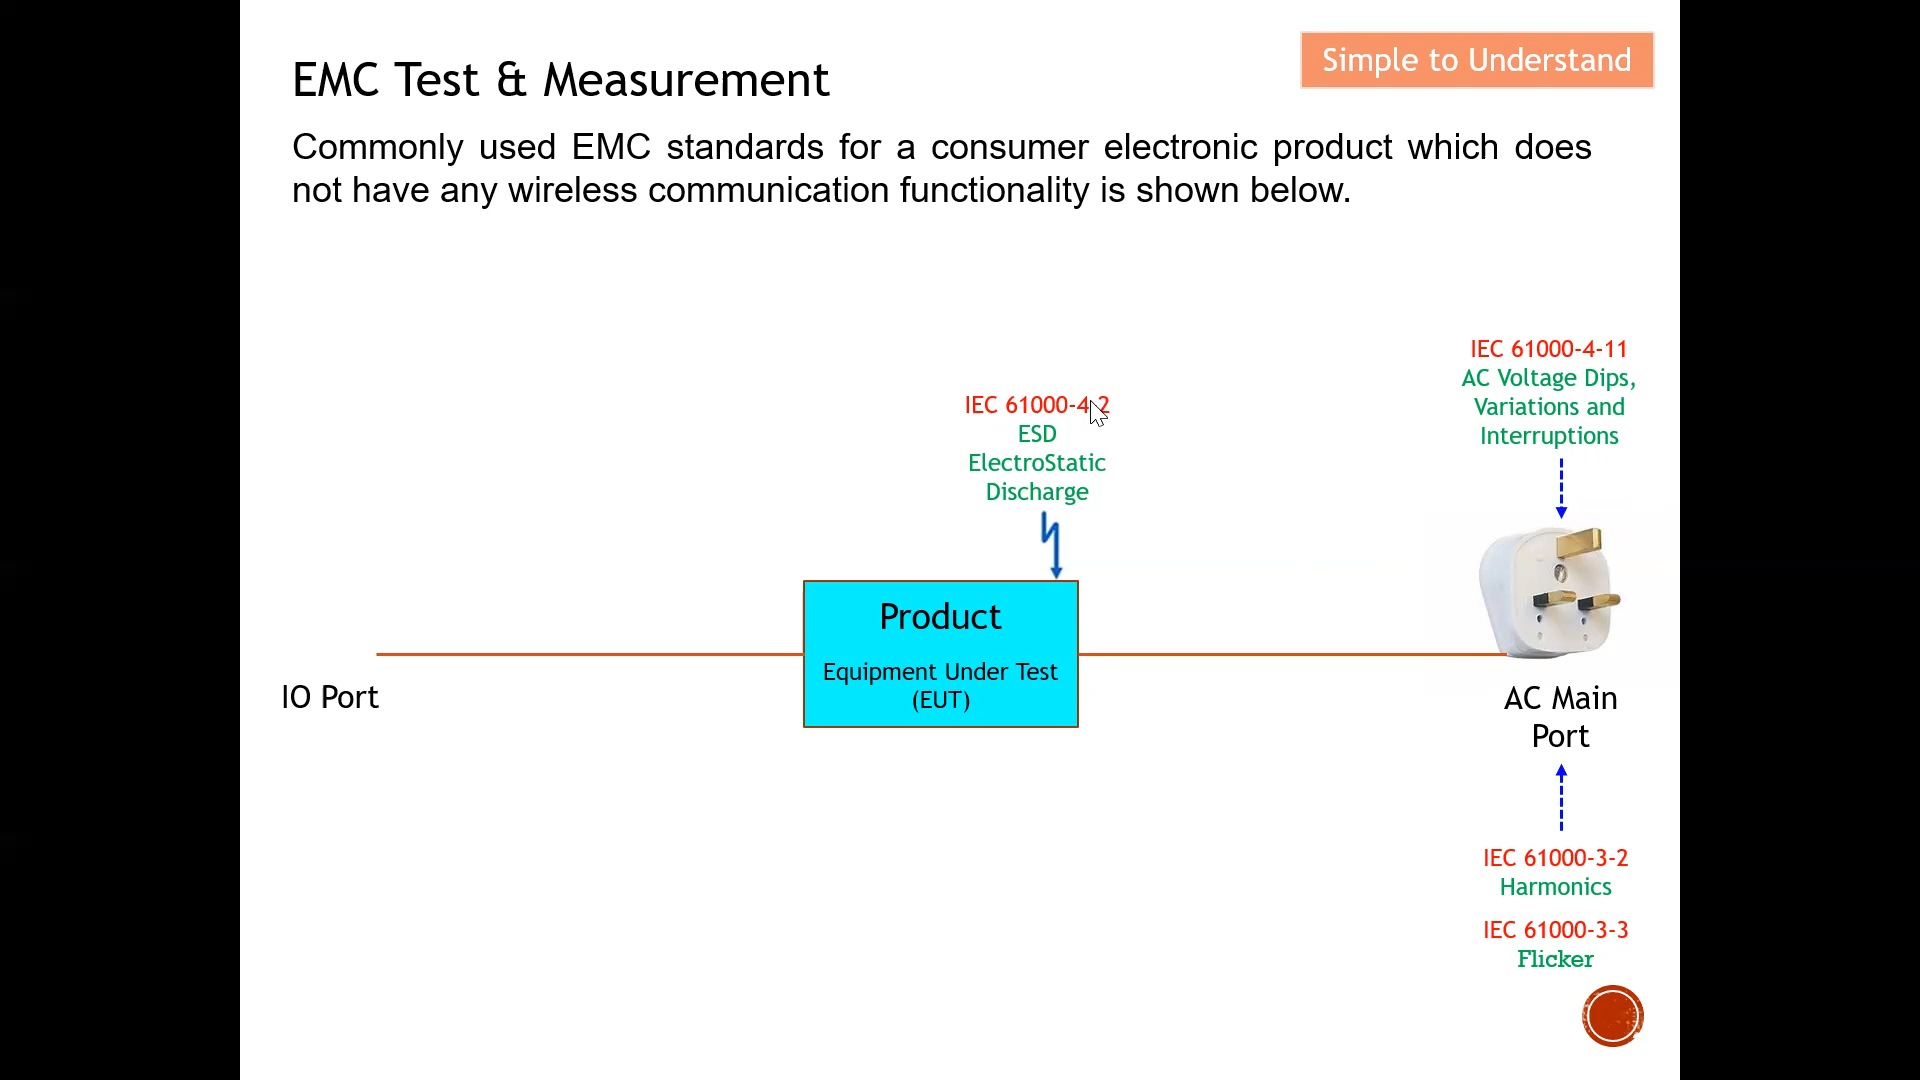 Simple to Understand
EMC Test & Measurement
Commonly used EMC standards for a consumer electronic product which does
not have any wireless communication functionality is shown below.
IEC 61000-4-11
AC Voltage Dips,
Variations and
Interruptions
IEC 61000-4-2
ESD
ElectroStatic
Discharge
Product
Equipment Under Test
(EUT)
IO Port
AC Main
Port
IEC 61000-3-2
Harmonics
IEC 61000-3-3
Flicker